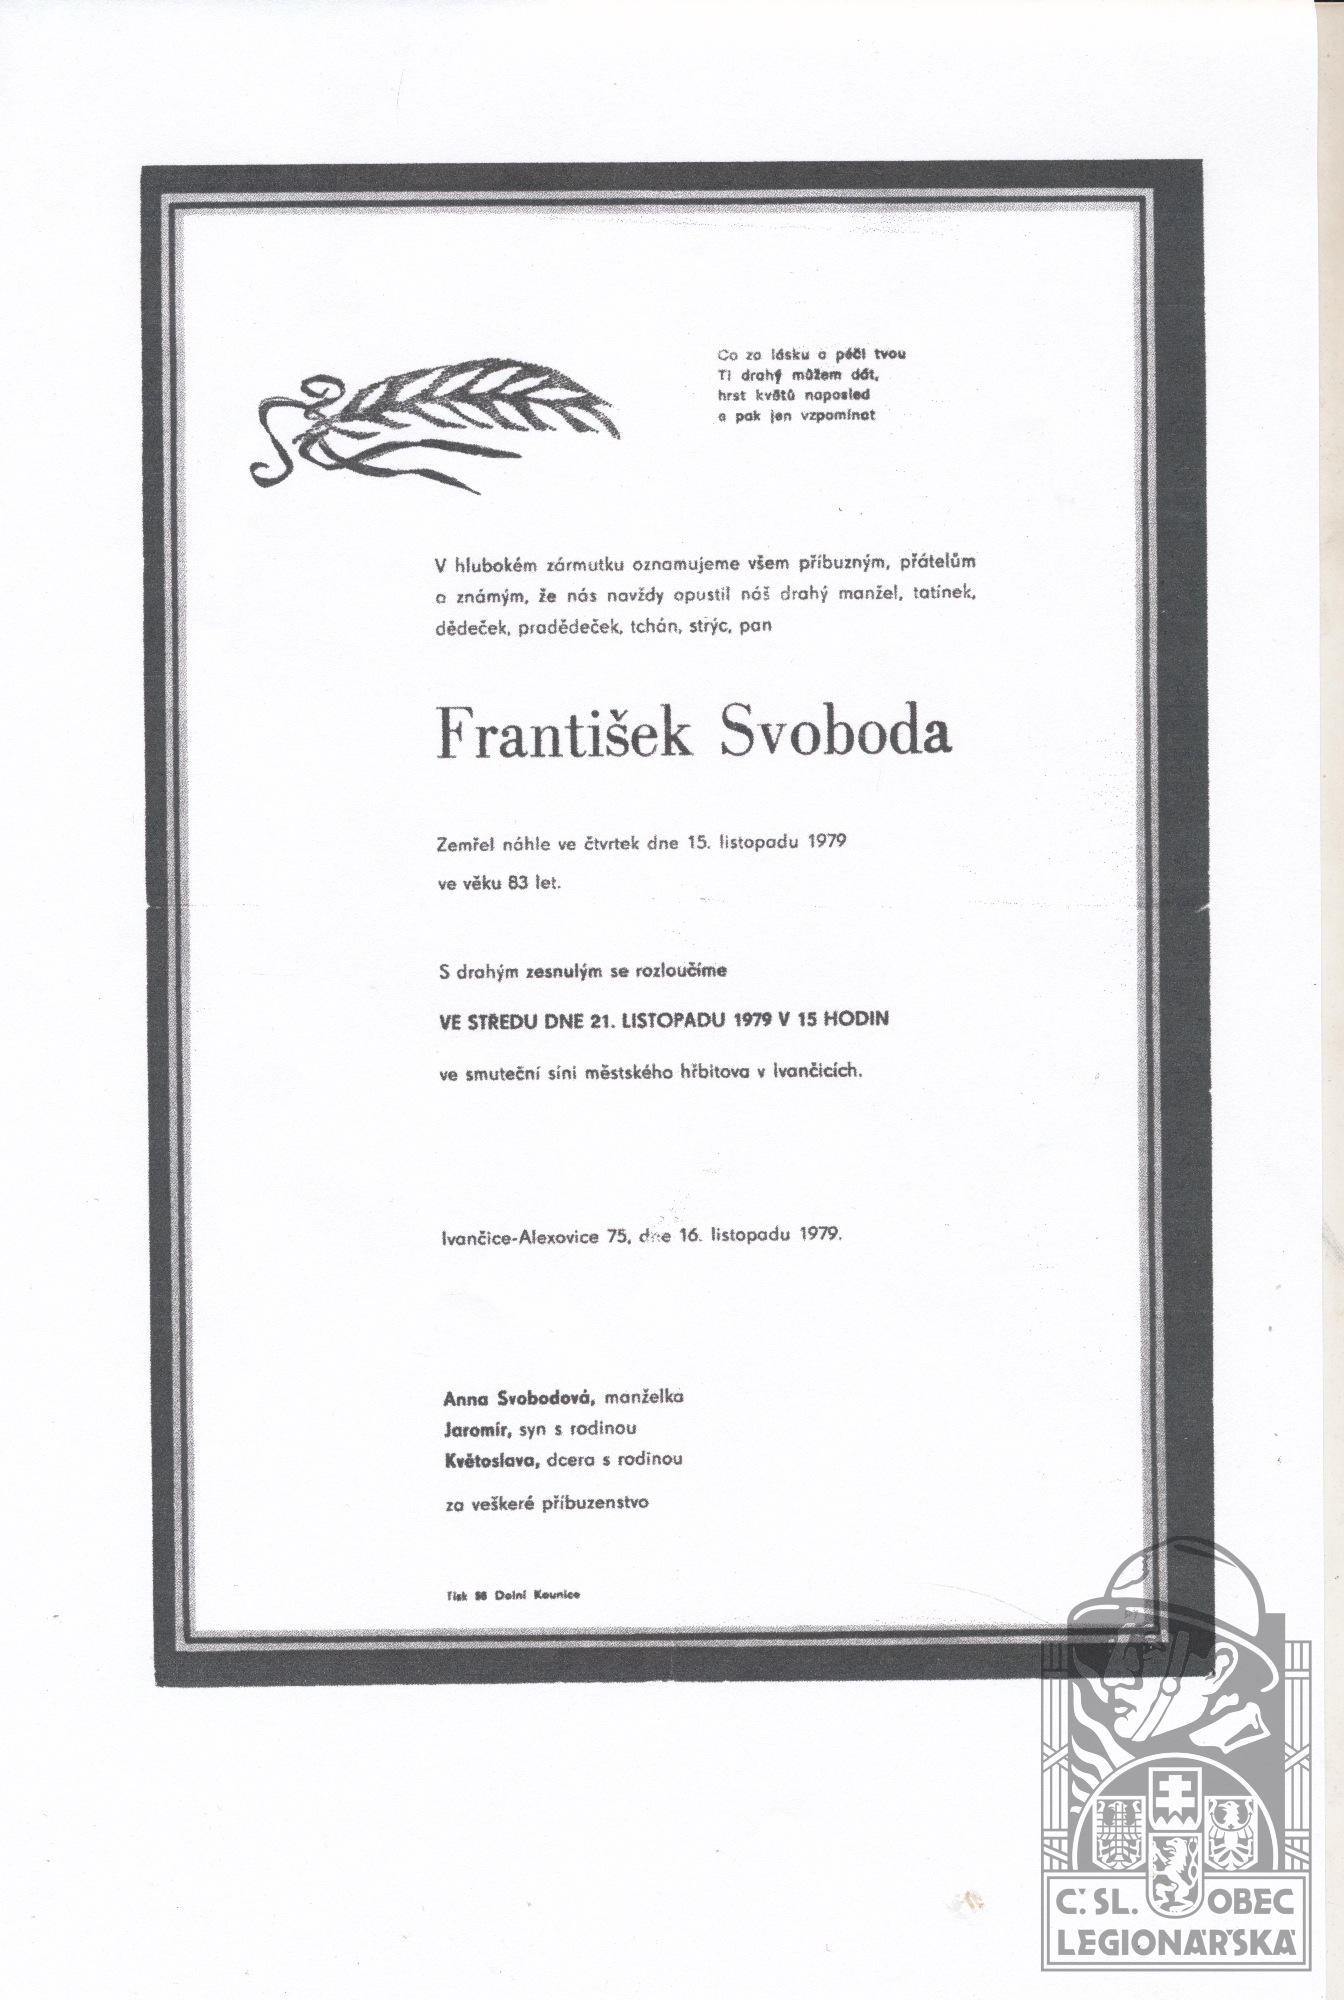 Co za lásku a péči tvou
Ti drahý můžem dát,
hrst květů naposled
a pak jen vzpomínat
V hlubokém zármutku oznamujeme všem příbuzným, přátelům
a známým, že nás navždy opustil náš drahý manžel, tatínek,
dědeček, pradědeček, tchán, strýc, pan
František Svoboda
Zemřel náhle ve čtvrtek dne 15. listopadu 1979
ve věku 83 let.
S drahým zesnulým se rozloučíme
VE STŘEDU DNE 21. LISTOPADU 1979 V 15 HODIN
ve smuteční síni městského hřbitova v Ivančicích.
Ivančice-Alexovice 75, dne 16. listopadu 1979.
Anna Svobodová, manželka
Jaromír, syn s rodinou
Květoslava, dcera s rodinou
za veškeré příbuzenstvo
Tisk Dolní Kounice
Č. SL. OBEC
LEGIONÁŘSKÁ